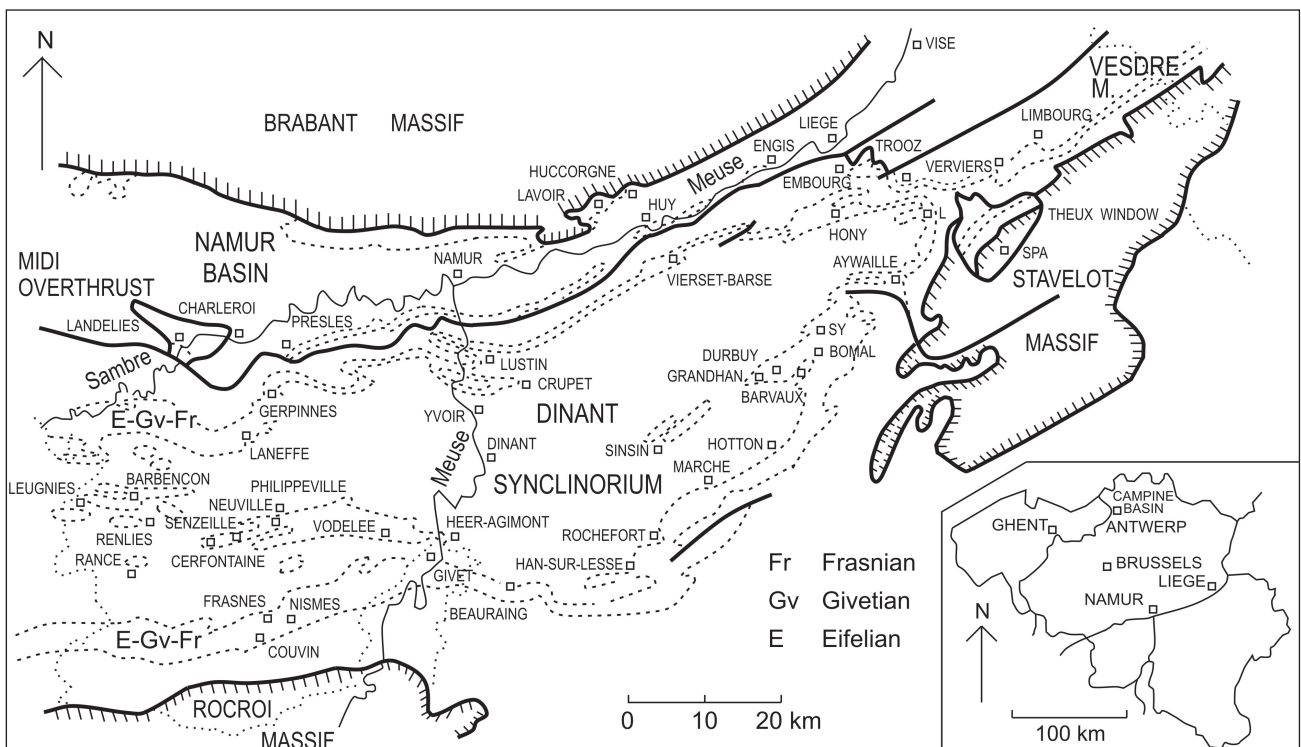 N
VISE
VESDRE
M.
BRABANT MASSIF
LIEGE
LIMBOURG
ENGIS
TROOZ
HUCCORGNE
Meuse
VERVIERS
LAVOIR
EMBOURG
HUY
L
THEUX WINDOW
NAMUR
BASIN
HONY
SPA
MIDI
OVERTHRUST
NAMUR
AYWAILLE
STAVELOT
VIERSET-BARSE
CHARLEROI
LANDELIES
PRESLES
SY
MASSIF
BOMAL
Sambre
LUSTIN
DURBUY
GRANDHAN
CRUPET
BARVAUX
E-Gv-Fr
GERPINNES
YVOIR
DINANT
LANEFFE
Meuse
DINANT
SINSIN
HOTTON
MARCHE
BARBENCON
LEUGNIES
PHILIPPEVILLE
SYNCLINORIUM
NEUVILLE
SENZEILLE
VODELEE
HEER-AGIMONT
RENLIES
ROCHEFORT
RANCE
CERFONTAINE
HAN-SUR-LESSE
GIVET
FRASNES
NISMES
BEAURAING
E-Gv-Fr
COUVIN
ROCROI
MASSIF
Fr Frasnian
Gv Givetian
E Eifelian
0 10 20 km
CAMPINE
BASIN
GHENT
ANTWERP
BRUSSELS
LIEGE
NAMUR
N
100 km